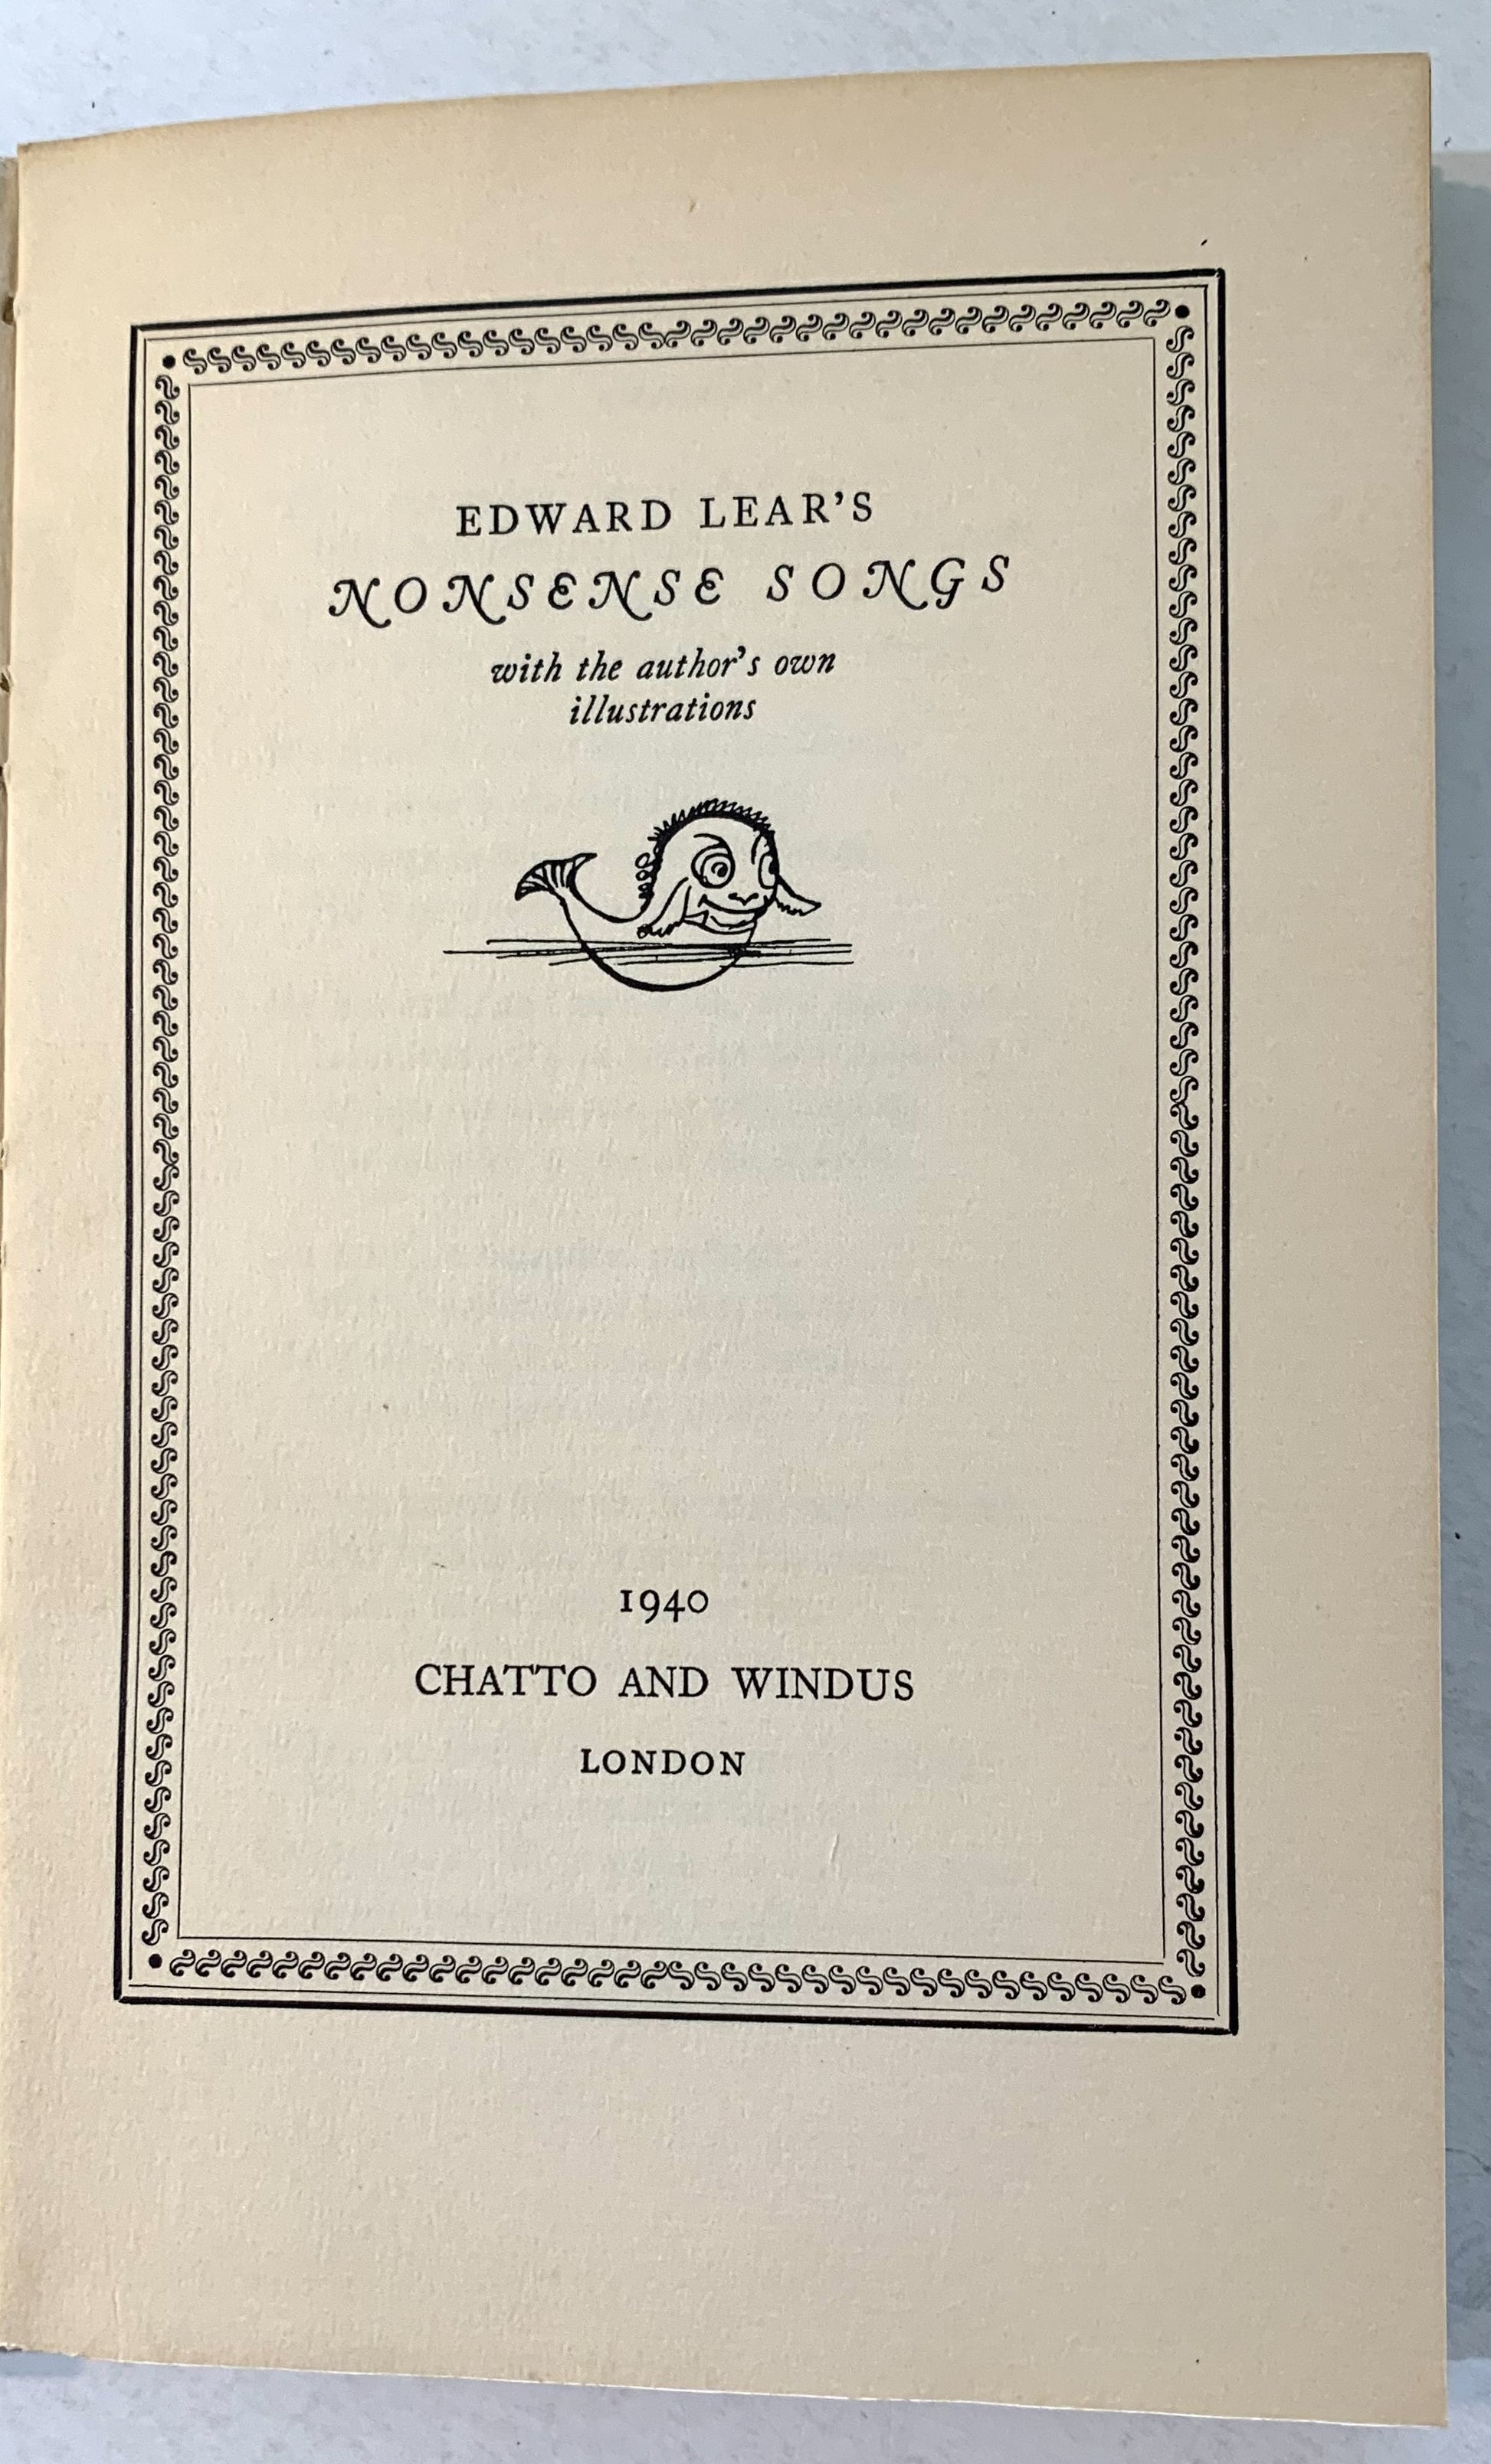 EDWARD LEAR'S
NONSENSE SONGS
with the author's own
illustrations
1940
CHATTO AND WINDUS
LONDON